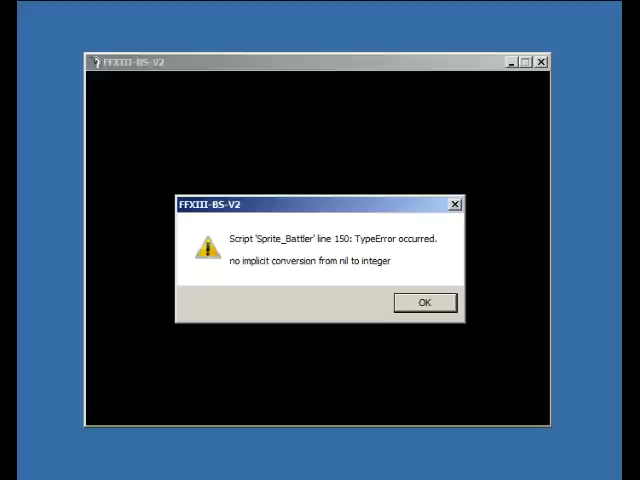 FFXIII-BS-V2
FFXIII-BS-V2
Script 'Sprite_Battler' line 150: TypeError occurred.
no implicit conversion from nil to integer
OK